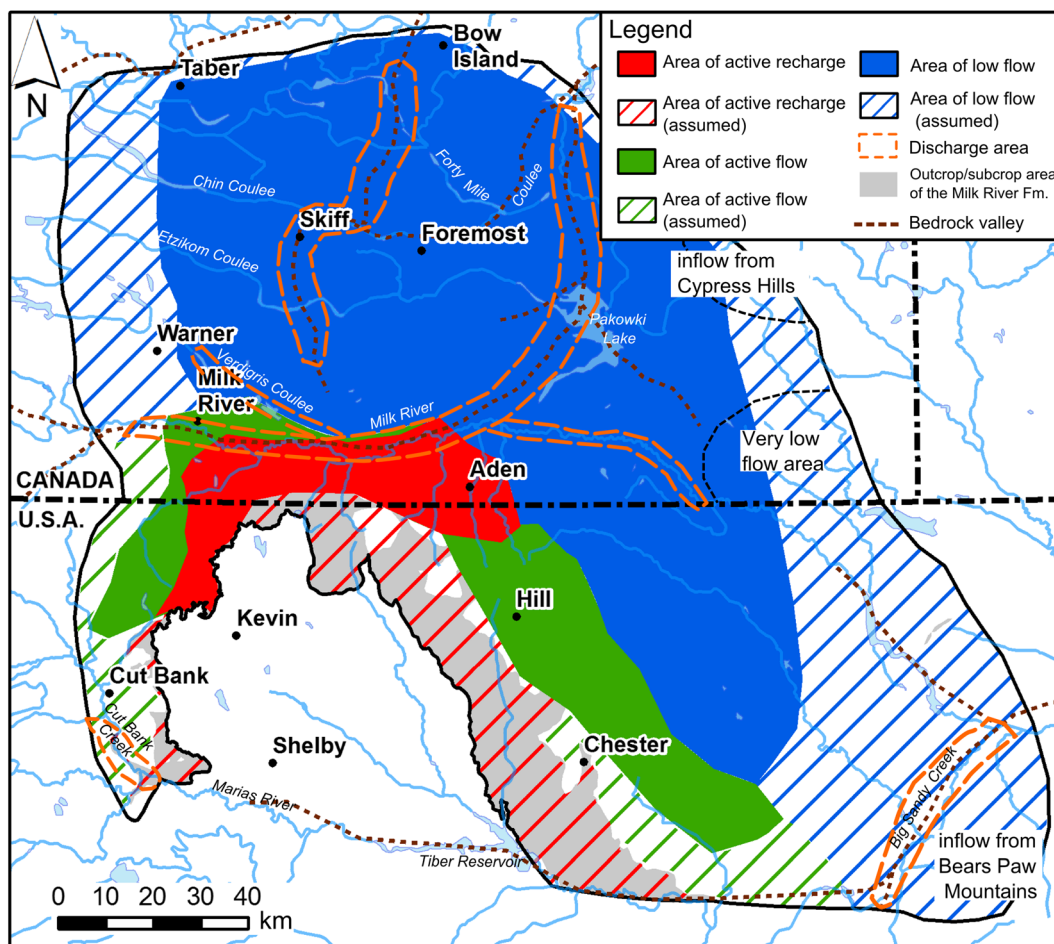 Legend
Area of active recharge
Area of active recharge
(assumed)
Area of active flow
Area of active flow
(assumed)
Area of low flow
Area of low flow
(assumed)
Discharge area
Outcrop/subcrop area
of the Milk River Fm.
Bedrock valley
N
Taber
Bow
Island
Forty Mile
Coulee
Chin Coulee
Skiff
Foremost
Etzikom Coulee
inflow from
Cypress Hills
Pakowki
Lake
Warner
Verdigris Coulee
Milk
River
Milk River
Very low
flow area
Aden
CANADA
U.S.A.
Hill
Kevin
Cut Bank
Cut Bank
Creek
Shelby
Chester
Marias River
Tiber Reservoir
Big Sandy Creek
inflow from
Bears Paw
Mountains
0 10 20 30 40
km